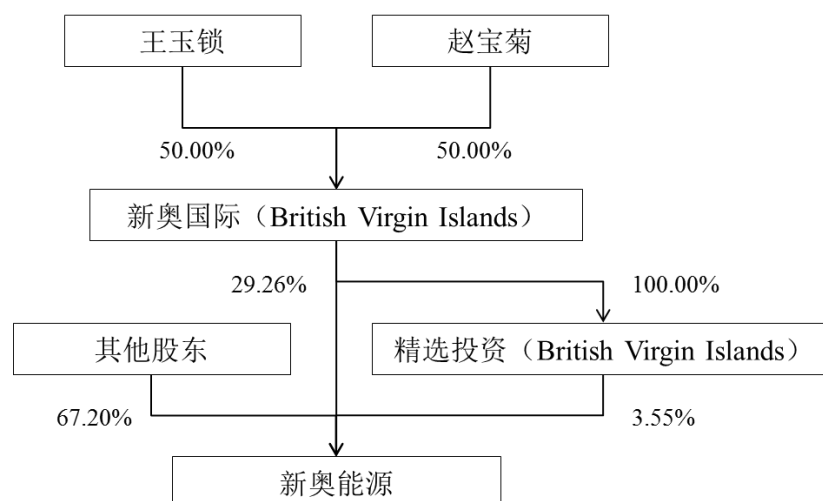 王玉锁
赵宝菊
50.00%
50.00%
新奥国际（British Virgin Islands）
29.26%
100.00%
其他股东
精选投资（British Virgin Islands）
67.20%
3.55%
新奥能源